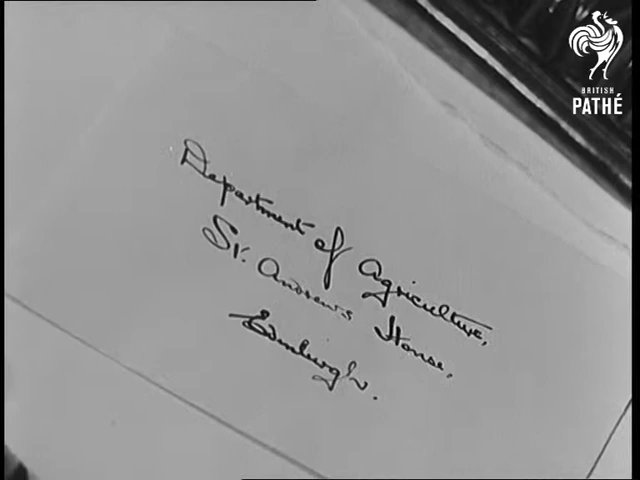 BRITISH
PATHÉ
Department of Agriculture,
St. Andrew's House,
Edinburgh.